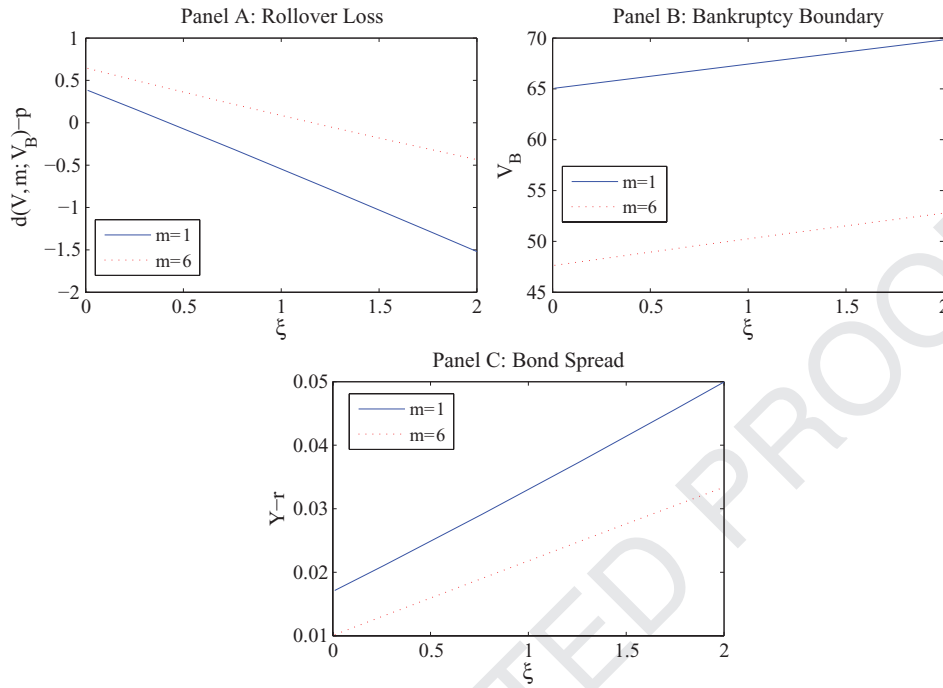 Panel A: Rollover Loss
1
0.5
0
−0.5
−1
−1.5
−2
d(V, m; V_B)−p
m=1
m=6
0 0.5 1 1.5 2
ξ
Panel B: Bankruptcy Boundary
70
65
60
55
50
45
V_B
m=1
m=6
0 0.5 1 1.5 2
ξ
Panel C: Bond Spread
0.05
0.04
0.03
0.02
0.01
Y−r
m=1
m=6
0 0.5 1 1.5 2
ξ
TED PROO